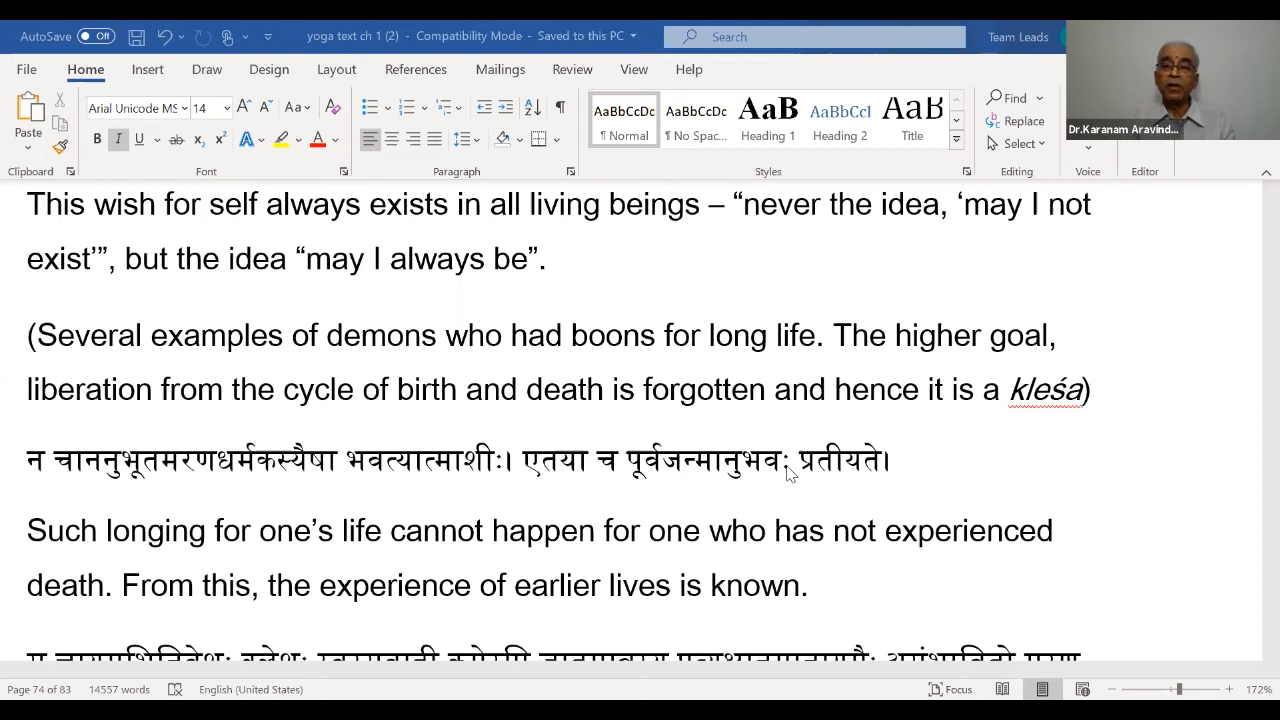 AutoSave Off yoga text ch 1 (2) - Compatibility Mode - Saved to this PC Search Team Leads
File Home Insert Draw Design Layout References Mailings Review View Help
Arial Unicode MS 14 Aa AaBbCcDc AaBbCcDc AaB AaBbCcI AaB Find
Paste Replace
B I U ab x₂ x² A A ¶ Normal ¶ No Spac... Heading 1 Heading 2 Title Select
Dr.Karanam Aravind...
Clipboard Font Paragraph Styles Editing Voice Editor
This wish for self always exists in all living beings – “never the idea, ‘may I not
exist’”, but the idea “may I always be”.
(Several examples of demons who had boons for long life. The higher goal,
liberation from the cycle of birth and death is forgotten and hence it is a kleśa)
न चाननुभूतमरणधर्मकस्यैषा भवत्यात्माशीः। एतया च पूर्वजन्मानुभवः प्रतीयते।
Such longing for one’s life cannot happen for one who has not experienced
death. From this, the experience of earlier lives is known.
Page 74 of 83 14557 words English (United States) Focus 172%